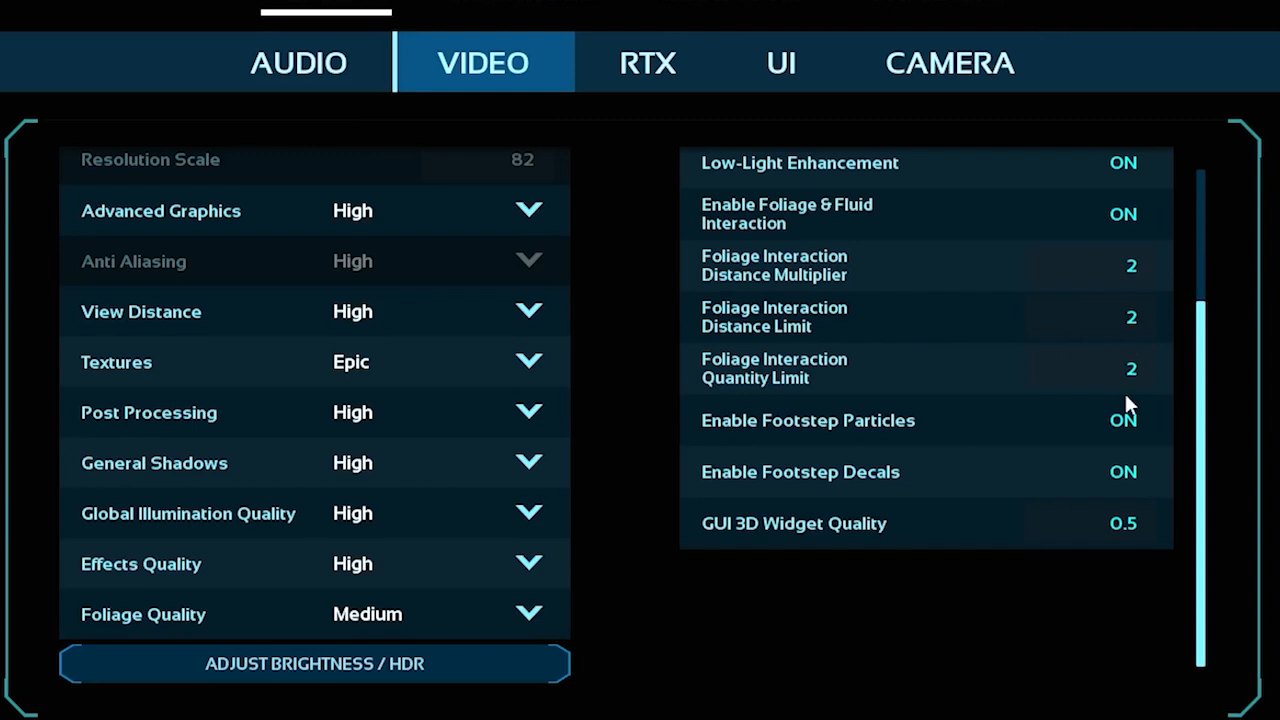 AUDIO VIDEO RTX UI CAMERA
Resolution Scale 82
Advanced Graphics High
Anti Aliasing High
View Distance High
Textures Epic
Post Processing High
General Shadows High
Global Illumination Quality High
Effects Quality High
Foliage Quality Medium
ADJUST BRIGHTNESS / HDR
Low-Light Enhancement ON
Enable Foliage & Fluid
Interaction ON
Foliage Interaction
Distance Multiplier 2
Foliage Interaction
Distance Limit 2
Foliage Interaction
Quantity Limit 2
Enable Footstep Particles ON
Enable Footstep Decals ON
GUI 3D Widget Quality 0.5